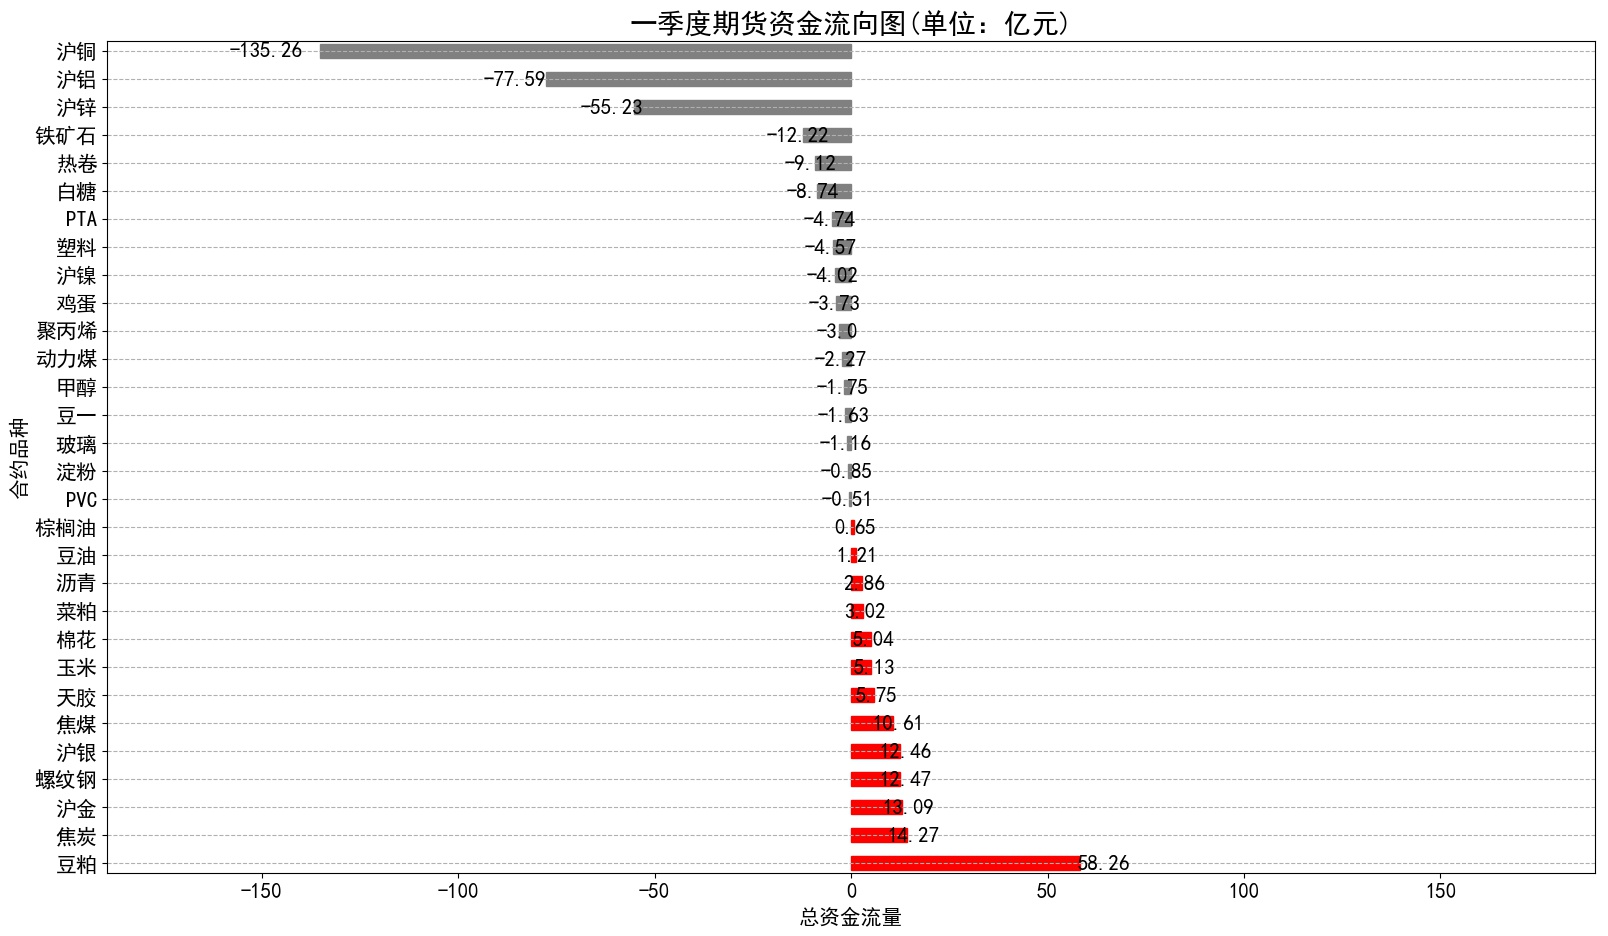 一季度期货资金流向图(单位：亿元)
沪铜 −135.26
沪铝 −77.59
沪锌 −55.23
铁矿石 −12.22
热卷 −9.12
白糖 −8.74
PTA −4.74
塑料 −4.57
沪镍 −4.02
鸡蛋 −3.73
聚丙烯 −3.0
动力煤 −2.27
甲醇 −1.75
豆一 −1.63
玻璃 −1.16
淀粉 −0.85
PVC −0.51
棕榈油 0.65
豆油 1.21
沥青 2.86
菜粕 3.02
棉花 5.04
玉米 5.13
天胶 5.75
焦煤 10.61
沪银 12.46
螺纹钢 12.47
沪金 13.09
焦炭 14.27
豆粕 58.26
合约品种
−150 −100 −50 0 50 100 150
总资金流量